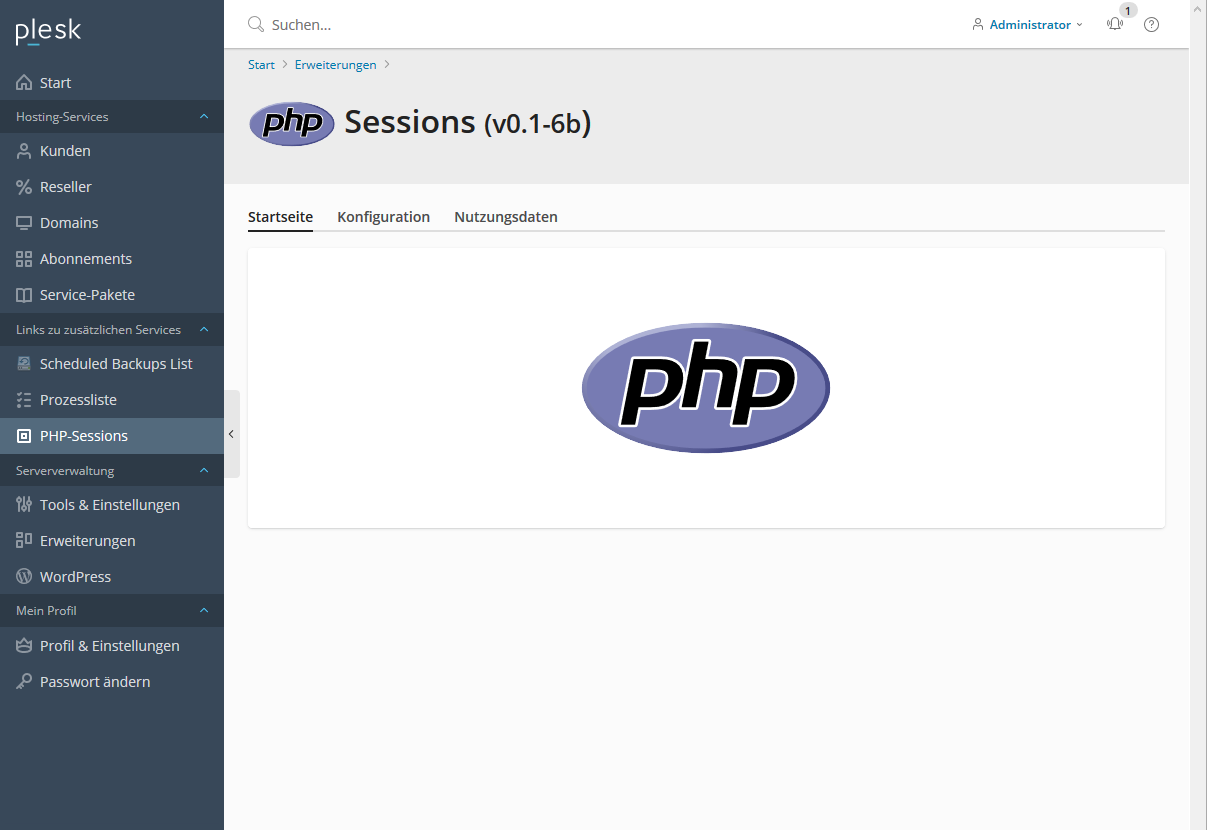 plesk
Suchen...
Administrator
1
Start
Hosting-Services
Kunden
Reseller
Domains
Abonnements
Service-Pakete
Links zu zusätzlichen Services
Scheduled Backups List
Prozessliste
PHP-Sessions
Serververwaltung
Tools & Einstellungen
Erweiterungen
WordPress
Mein Profil
Profil & Einstellungen
Passwort ändern
Start > Erweiterungen >
php Sessions (v0.1-6b)
Startseite Konfiguration Nutzungsdaten
php